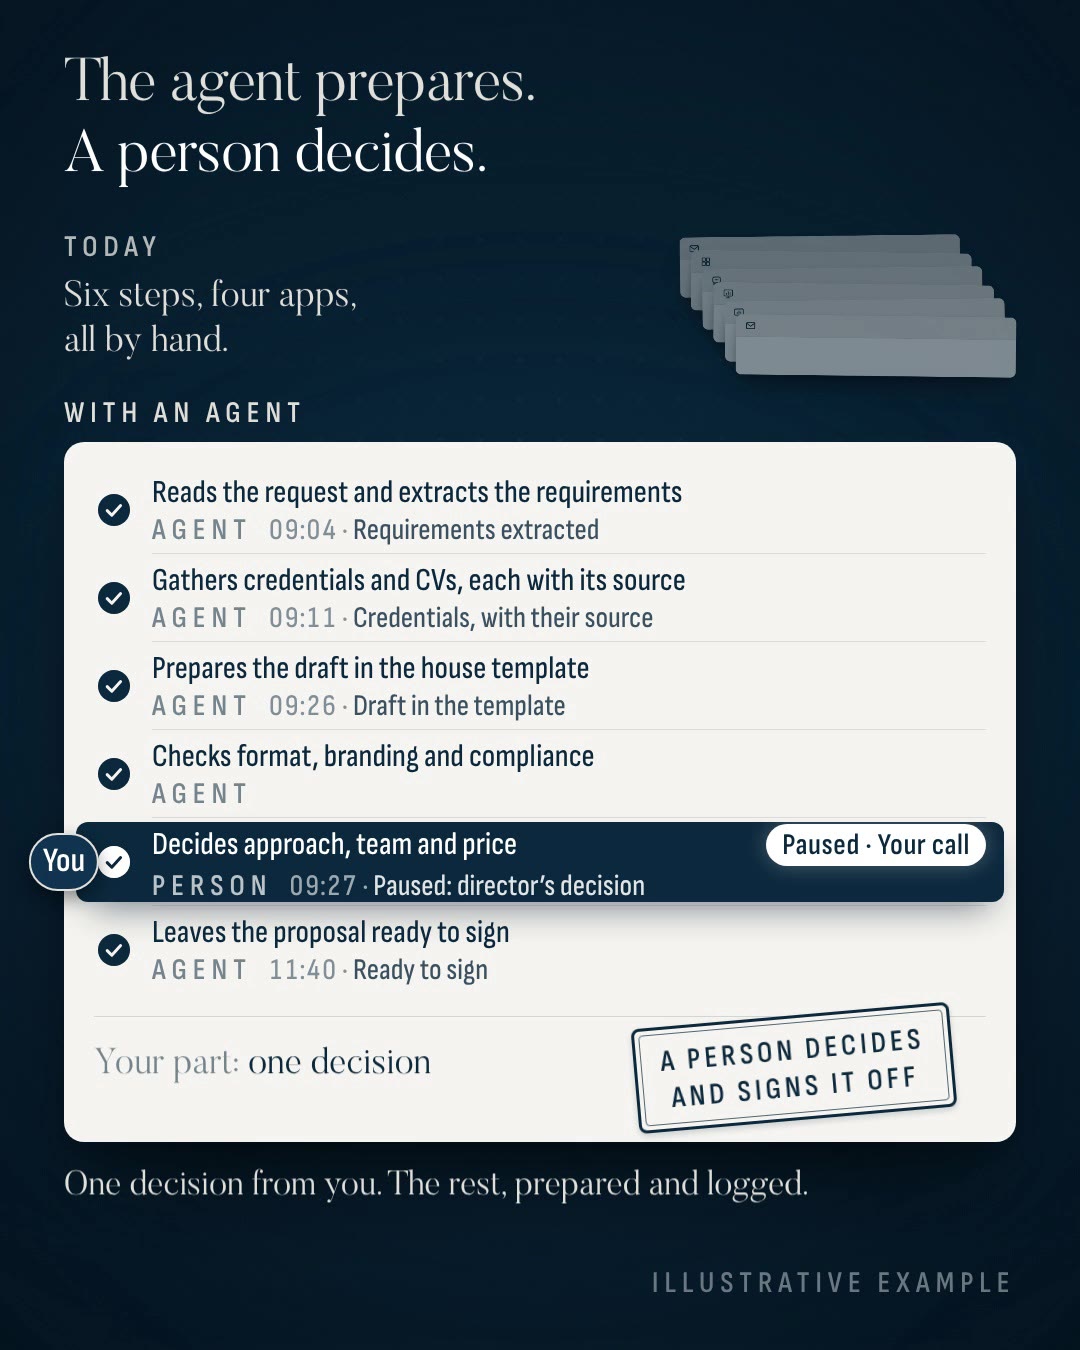 The agent prepares.
A person decides.
TODAY
Six steps, four apps,
all by hand.
WITH AN AGENT
Reads the request and extracts the requirements
AGENT 09:04 · Requirements extracted
Gathers credentials and CVs, each with its source
AGENT 09:11 · Credentials, with their source
Prepares the draft in the house template
AGENT 09:26 · Draft in the template
Checks format, branding and compliance
AGENT
You
Decides approach, team and price
Paused · Your call
PERSON 09:27 · Paused: director’s decision
Leaves the proposal ready to sign
AGENT 11:40 · Ready to sign
Your part: one decision
A PERSON DECIDES
AND SIGNS IT OFF
One decision from you. The rest, prepared and logged.
ILLUSTRATIVE EXAMPLE